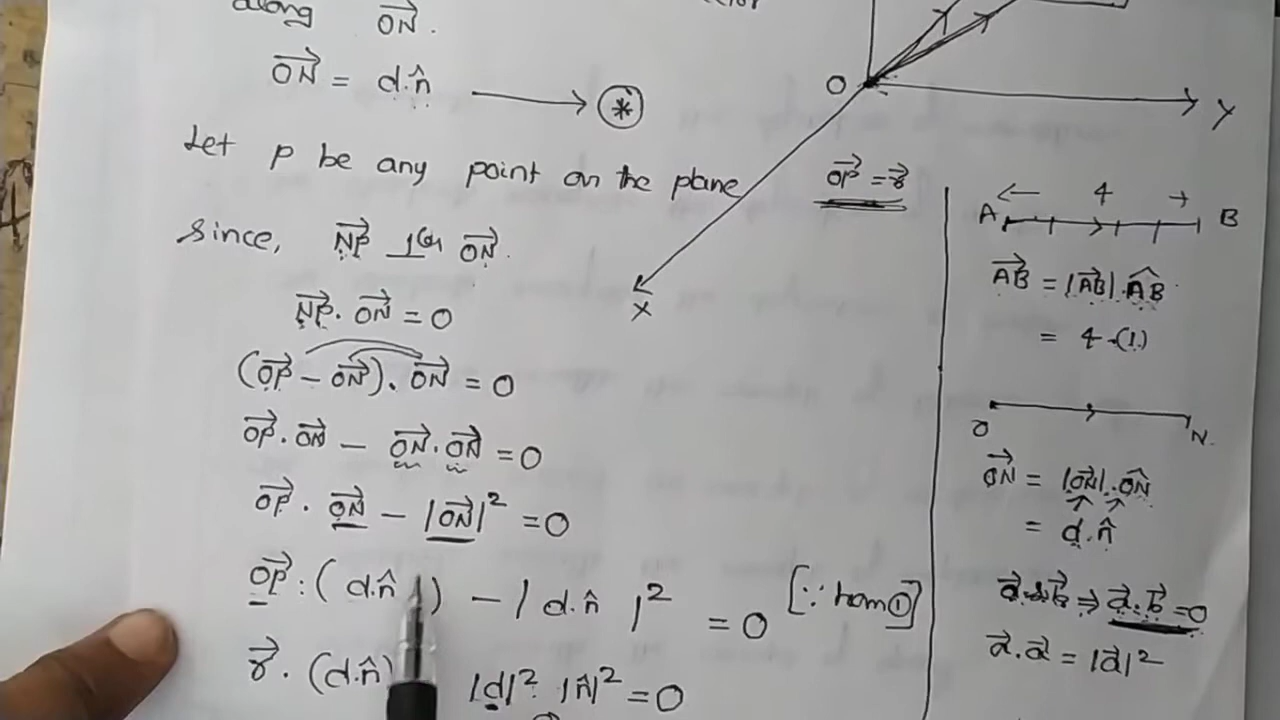 along ON⃗.
ON⃗ = d.n̂ ⟶ ⊛
Let P be any point on the plane
OP⃗ = r⃗
Since, NP⃗ ⊥er ON⃗.
NP⃗ . ON⃗ = 0
(OP⃗ – ON⃗) . ON⃗ = 0
OP⃗ . ON⃗ – ON⃗ . ON⃗ = 0
OP⃗ . ON⃗ – |ON⃗|² = 0
OP⃗ . (d.n̂) – |d.n̂|² = 0 [∵ from ①]
r⃗ . (d.n̂) |d|² . |n̂|² = 0
O
Y
X
A ← 4 → B
AB⃗ = |AB⃗| . AB̂
= 4 . (1)
O N.
ON⃗ = |ON⃗| . ON̂
= d . n̂
a⃗ ⊥ b⃗ ⇒ a⃗ . b⃗ = 0
a⃗ . a⃗ = |a⃗|²